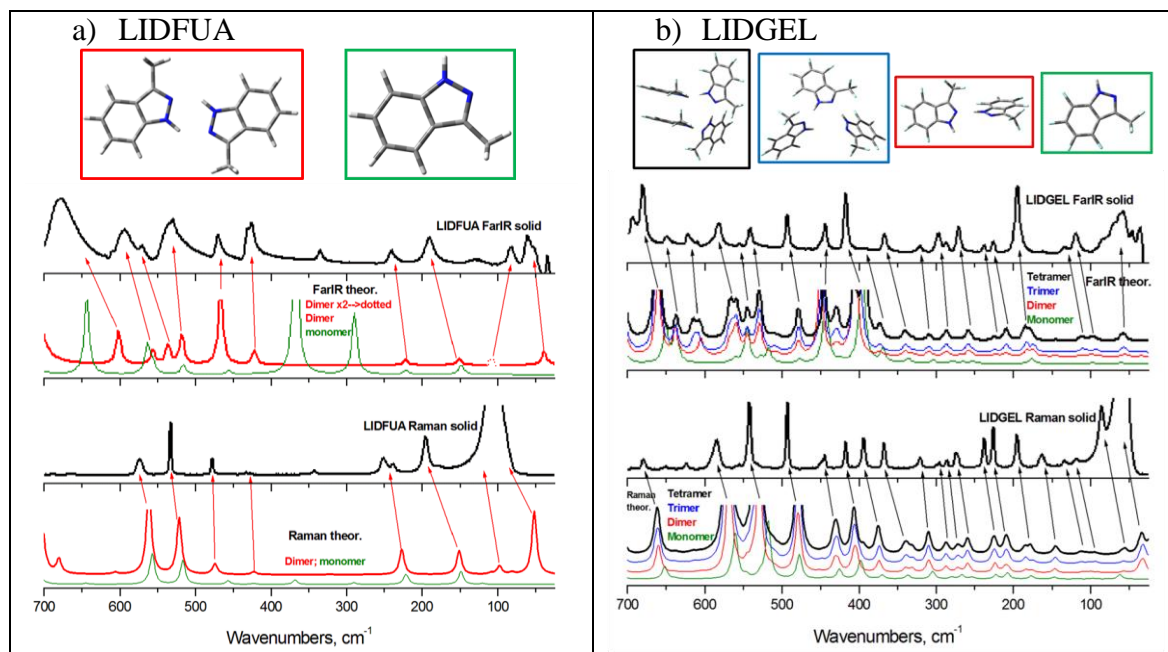 a) LIDFUA
LIDFUA FarIR solid
FarIR theor.
Dimer x2-->dotted
Dimer
monomer
LIDFUA Raman solid
Raman theor.
Dimer; monomer
700 600 500 400 300 200 100
Wavenumbers, cm-1
b) LIDGEL
LIDGEL FarIR solid
Tetramer
FarIR theor.
Trimer
Dimer
Monomer
LIDGEL Raman solid
Raman
theor.
Tetramer
Trimer
Dimer
Monomer
700 600 500 400 300 200 100
Wavenumbers, cm-1